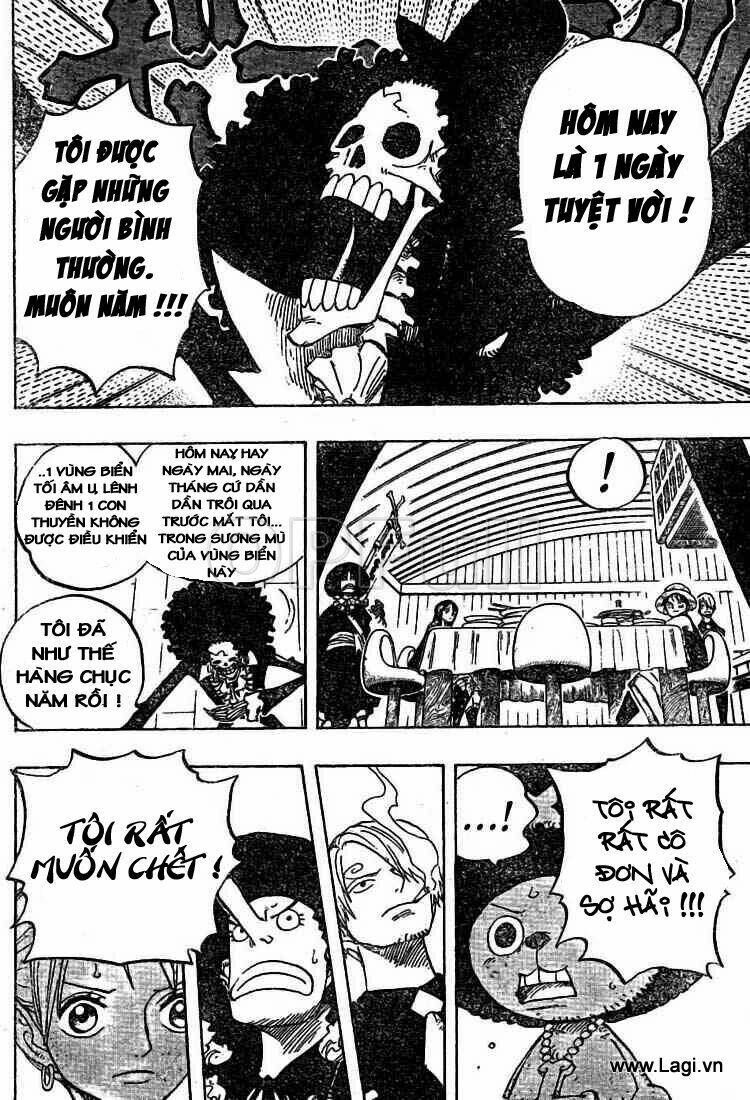 HÔM NAY
LÀ 1 NGÀY
TUYỆT VỜI !
TÔI ĐƯỢC
GẶP NHỮNG
NGƯỜI BÌNH
THƯỜNG.
MUÔN NĂM !!!
!
HÔM NAY, HAY
NGÀY MAI, NGÀY
THÁNG CỨ DẦN
DẦN TRÔI QUA
TRƯỚC MẮT TÔI...
TRONG SƯƠNG MÙ
CỦA VÙNG BIỂN
NÀY
..1 VÙNG BIỂN
TỐI ÂM U, LÊNH
ĐÊNH 1 CON
THUYỀN KHÔNG
ĐƯỢC ĐIỀU KHIỂN
TÔI ĐÃ
NHƯ THẾ
HÀNG CHỤC
NĂM RỒI !
TÔI RẤT
RẤT CÔ
ĐƠN VÀ
SỢ HÃI !!!
...!
TÔI RẤT
MUỐN CHẾT !
www.Lagi.vn